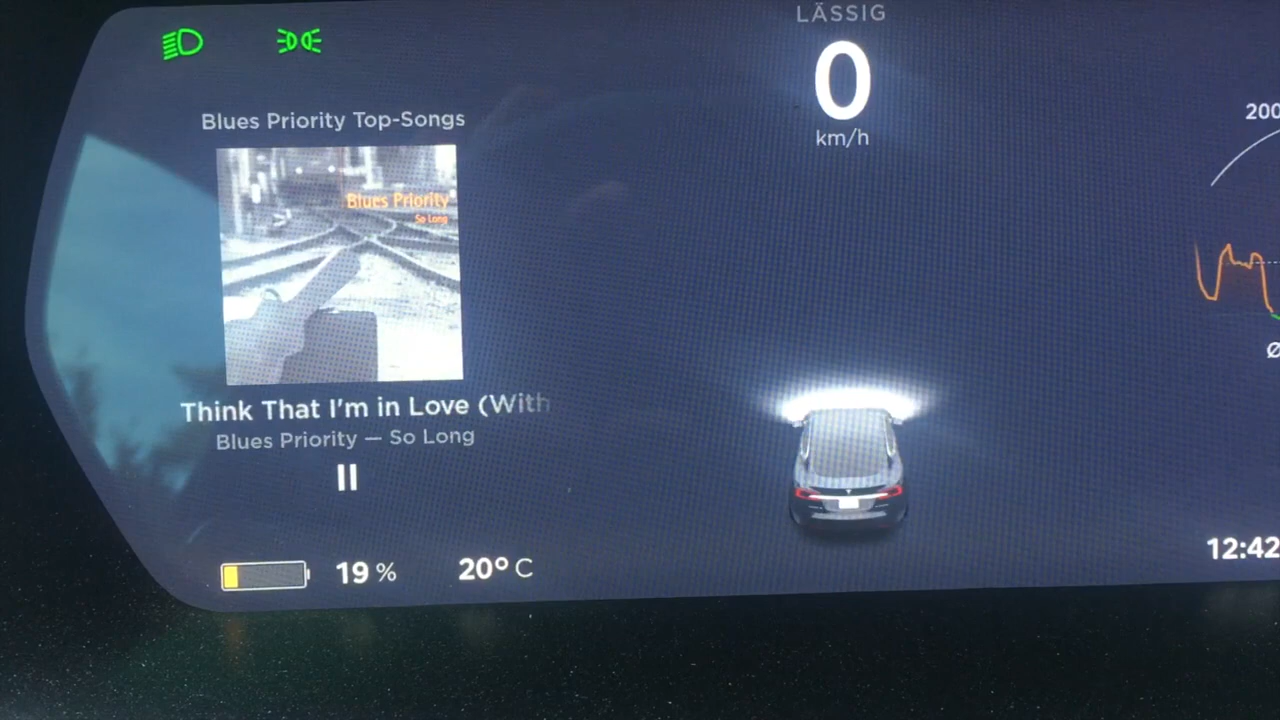 LÄSSIG
0
km/h
Blues Priority Top-Songs
Blues Priority
So Long
Think That I'm in Love (With
Blues Priority — So Long
19 %
20° C
200
Ø
12:42